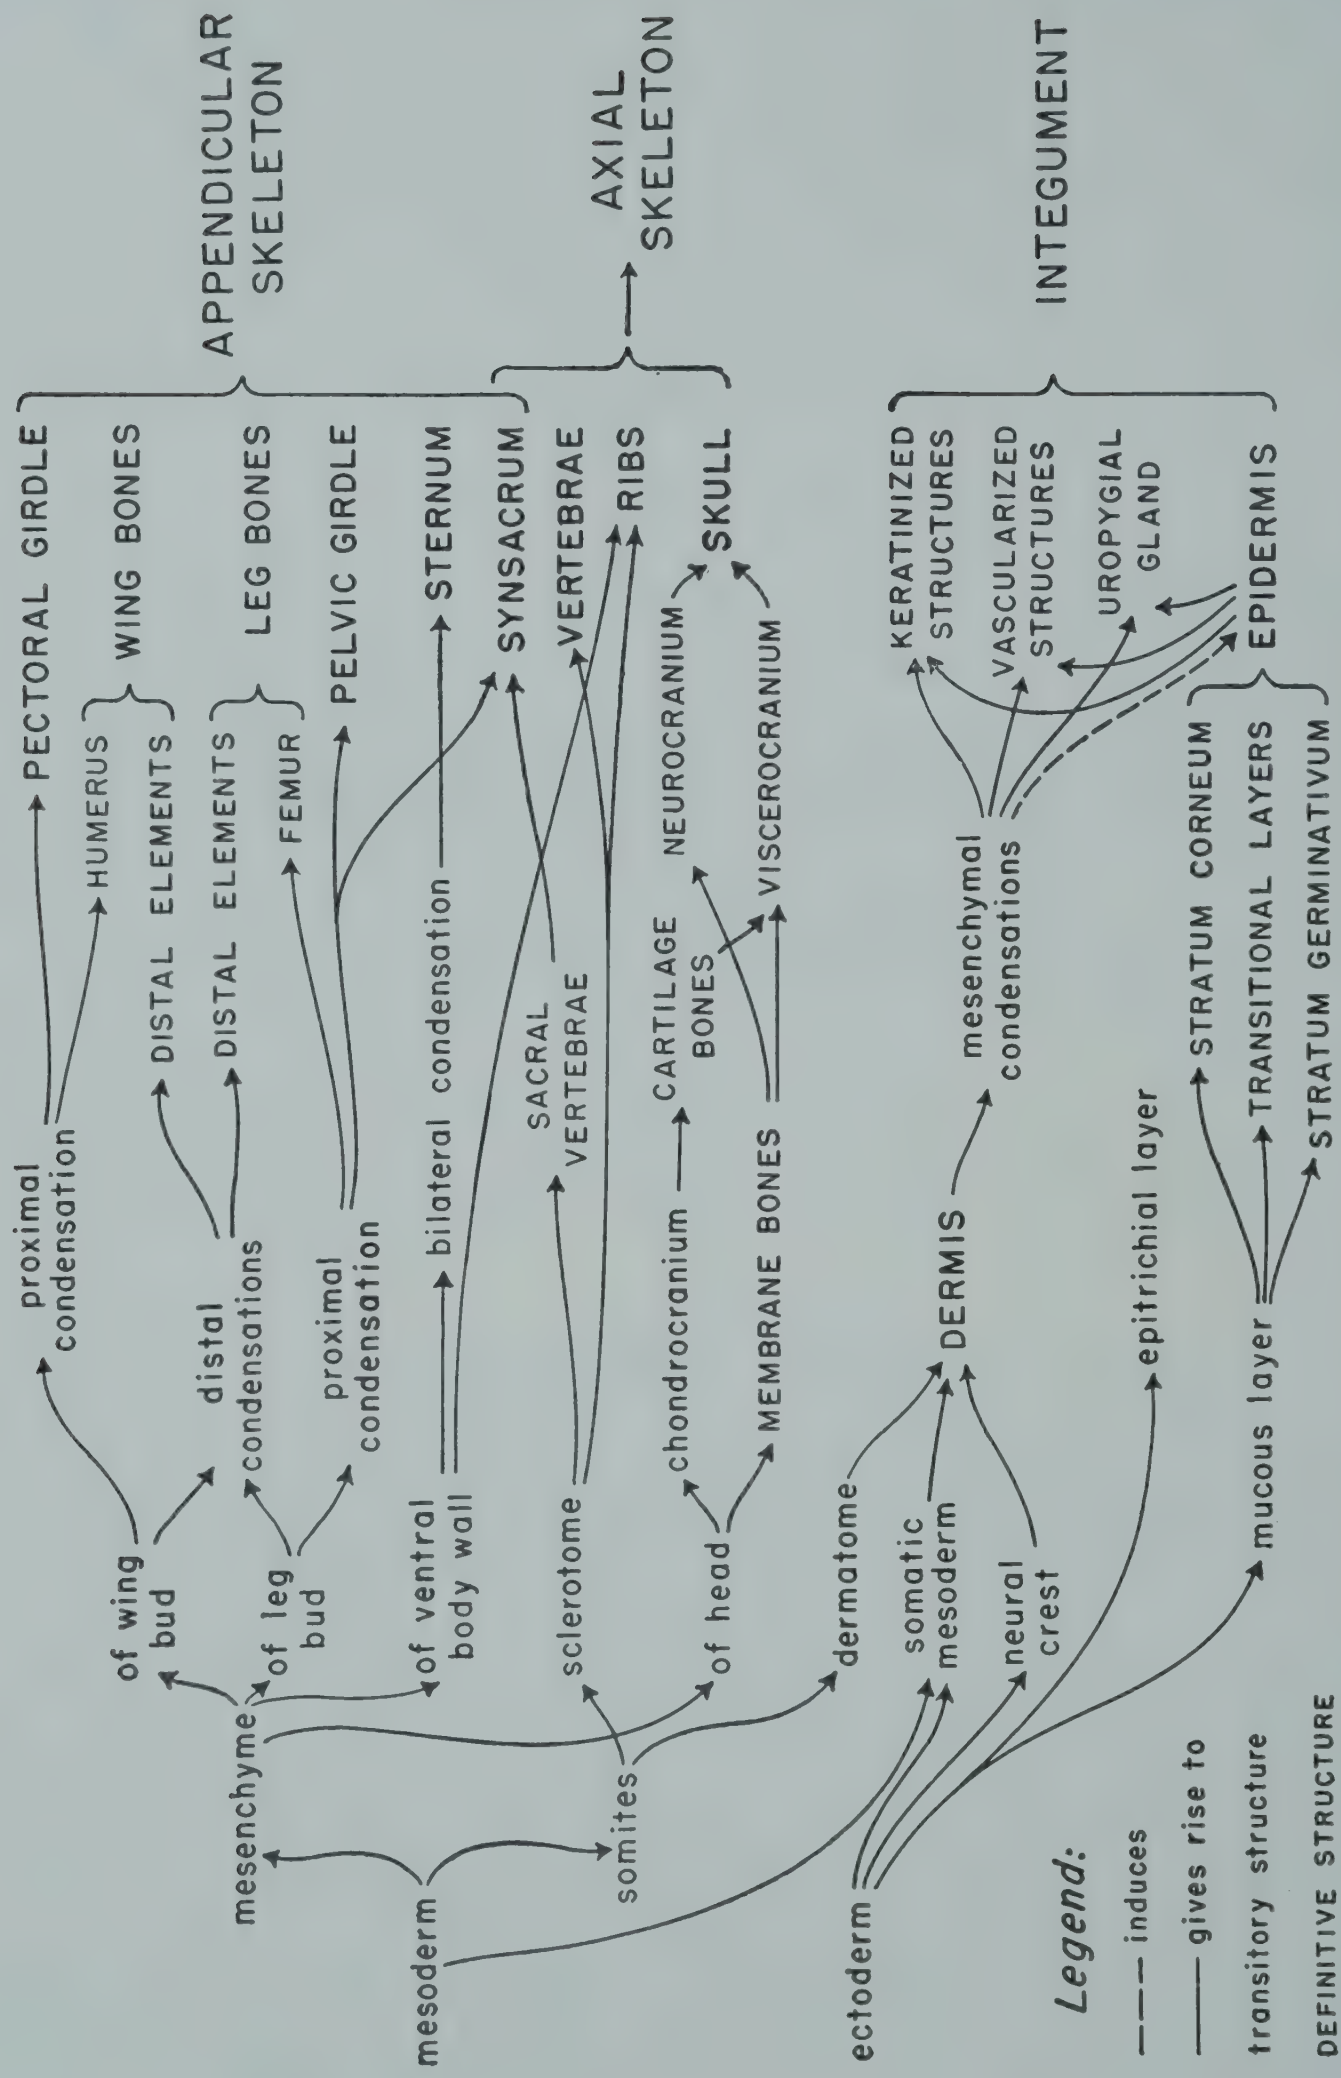 mesoderm
ectoderm
mesenchyme
somites
of wing
bud
of leg
bud
of ventral
body wall
sclerotome
of head
dermatome
somatic
mesoderm
neural
crest
proximal
condensation
distal
condensations
proximal
condensation
bilateral condensation
SACRAL
VERTEBRAE
chondrocranium
MEMBRANE BONES
CARTILAGE
BONES
DERMIS
mesenchymal
condensations
epitrichial layer
mucous layer
HUMERUS
DISTAL ELEMENTS
DISTAL ELEMENTS
FEMUR
NEUROCRANIUM
VISCEROCRANIUM
STRATUM CORNEUM
TRANSITIONAL LAYERS
STRATUM GERMINATIVUM
PECTORAL GIRDLE
WING BONES
LEG BONES
PELVIC GIRDLE
STERNUM
SYNSACRUM
VERTEBRAE
RIBS
SKULL
KERATINIZED
STRUCTURES
VASCULARIZED
STRUCTURES
UROPYGIAL
GLAND
EPIDERMIS
APPENDICULAR
SKELETON
AXIAL
SKELETON
INTEGUMENT
Legend:
induces
gives rise to
transitory structure
DEFINITIVE STRUCTURE